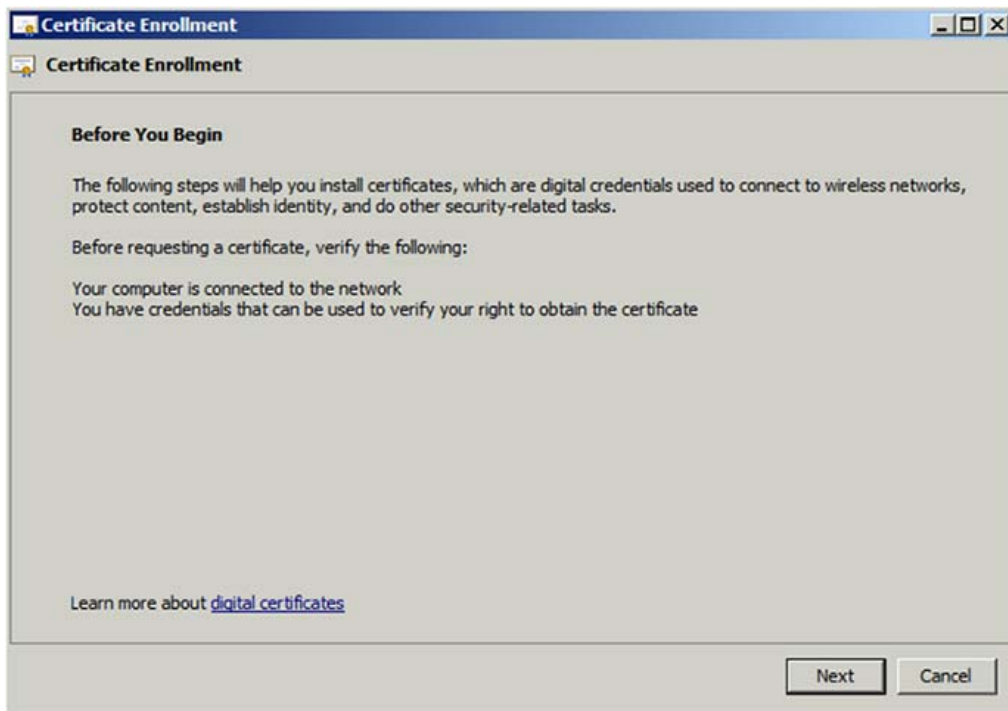 Certificate Enrollment
Certificate Enrollment
Before You Begin
The following steps will help you install certificates, which are digital credentials used to connect to wireless networks,
protect content, establish identity, and do other security-related tasks.
Before requesting a certificate, verify the following:
Your computer is connected to the network
You have credentials that can be used to verify your right to obtain the certificate
Learn more about digital certificates
Next Cancel